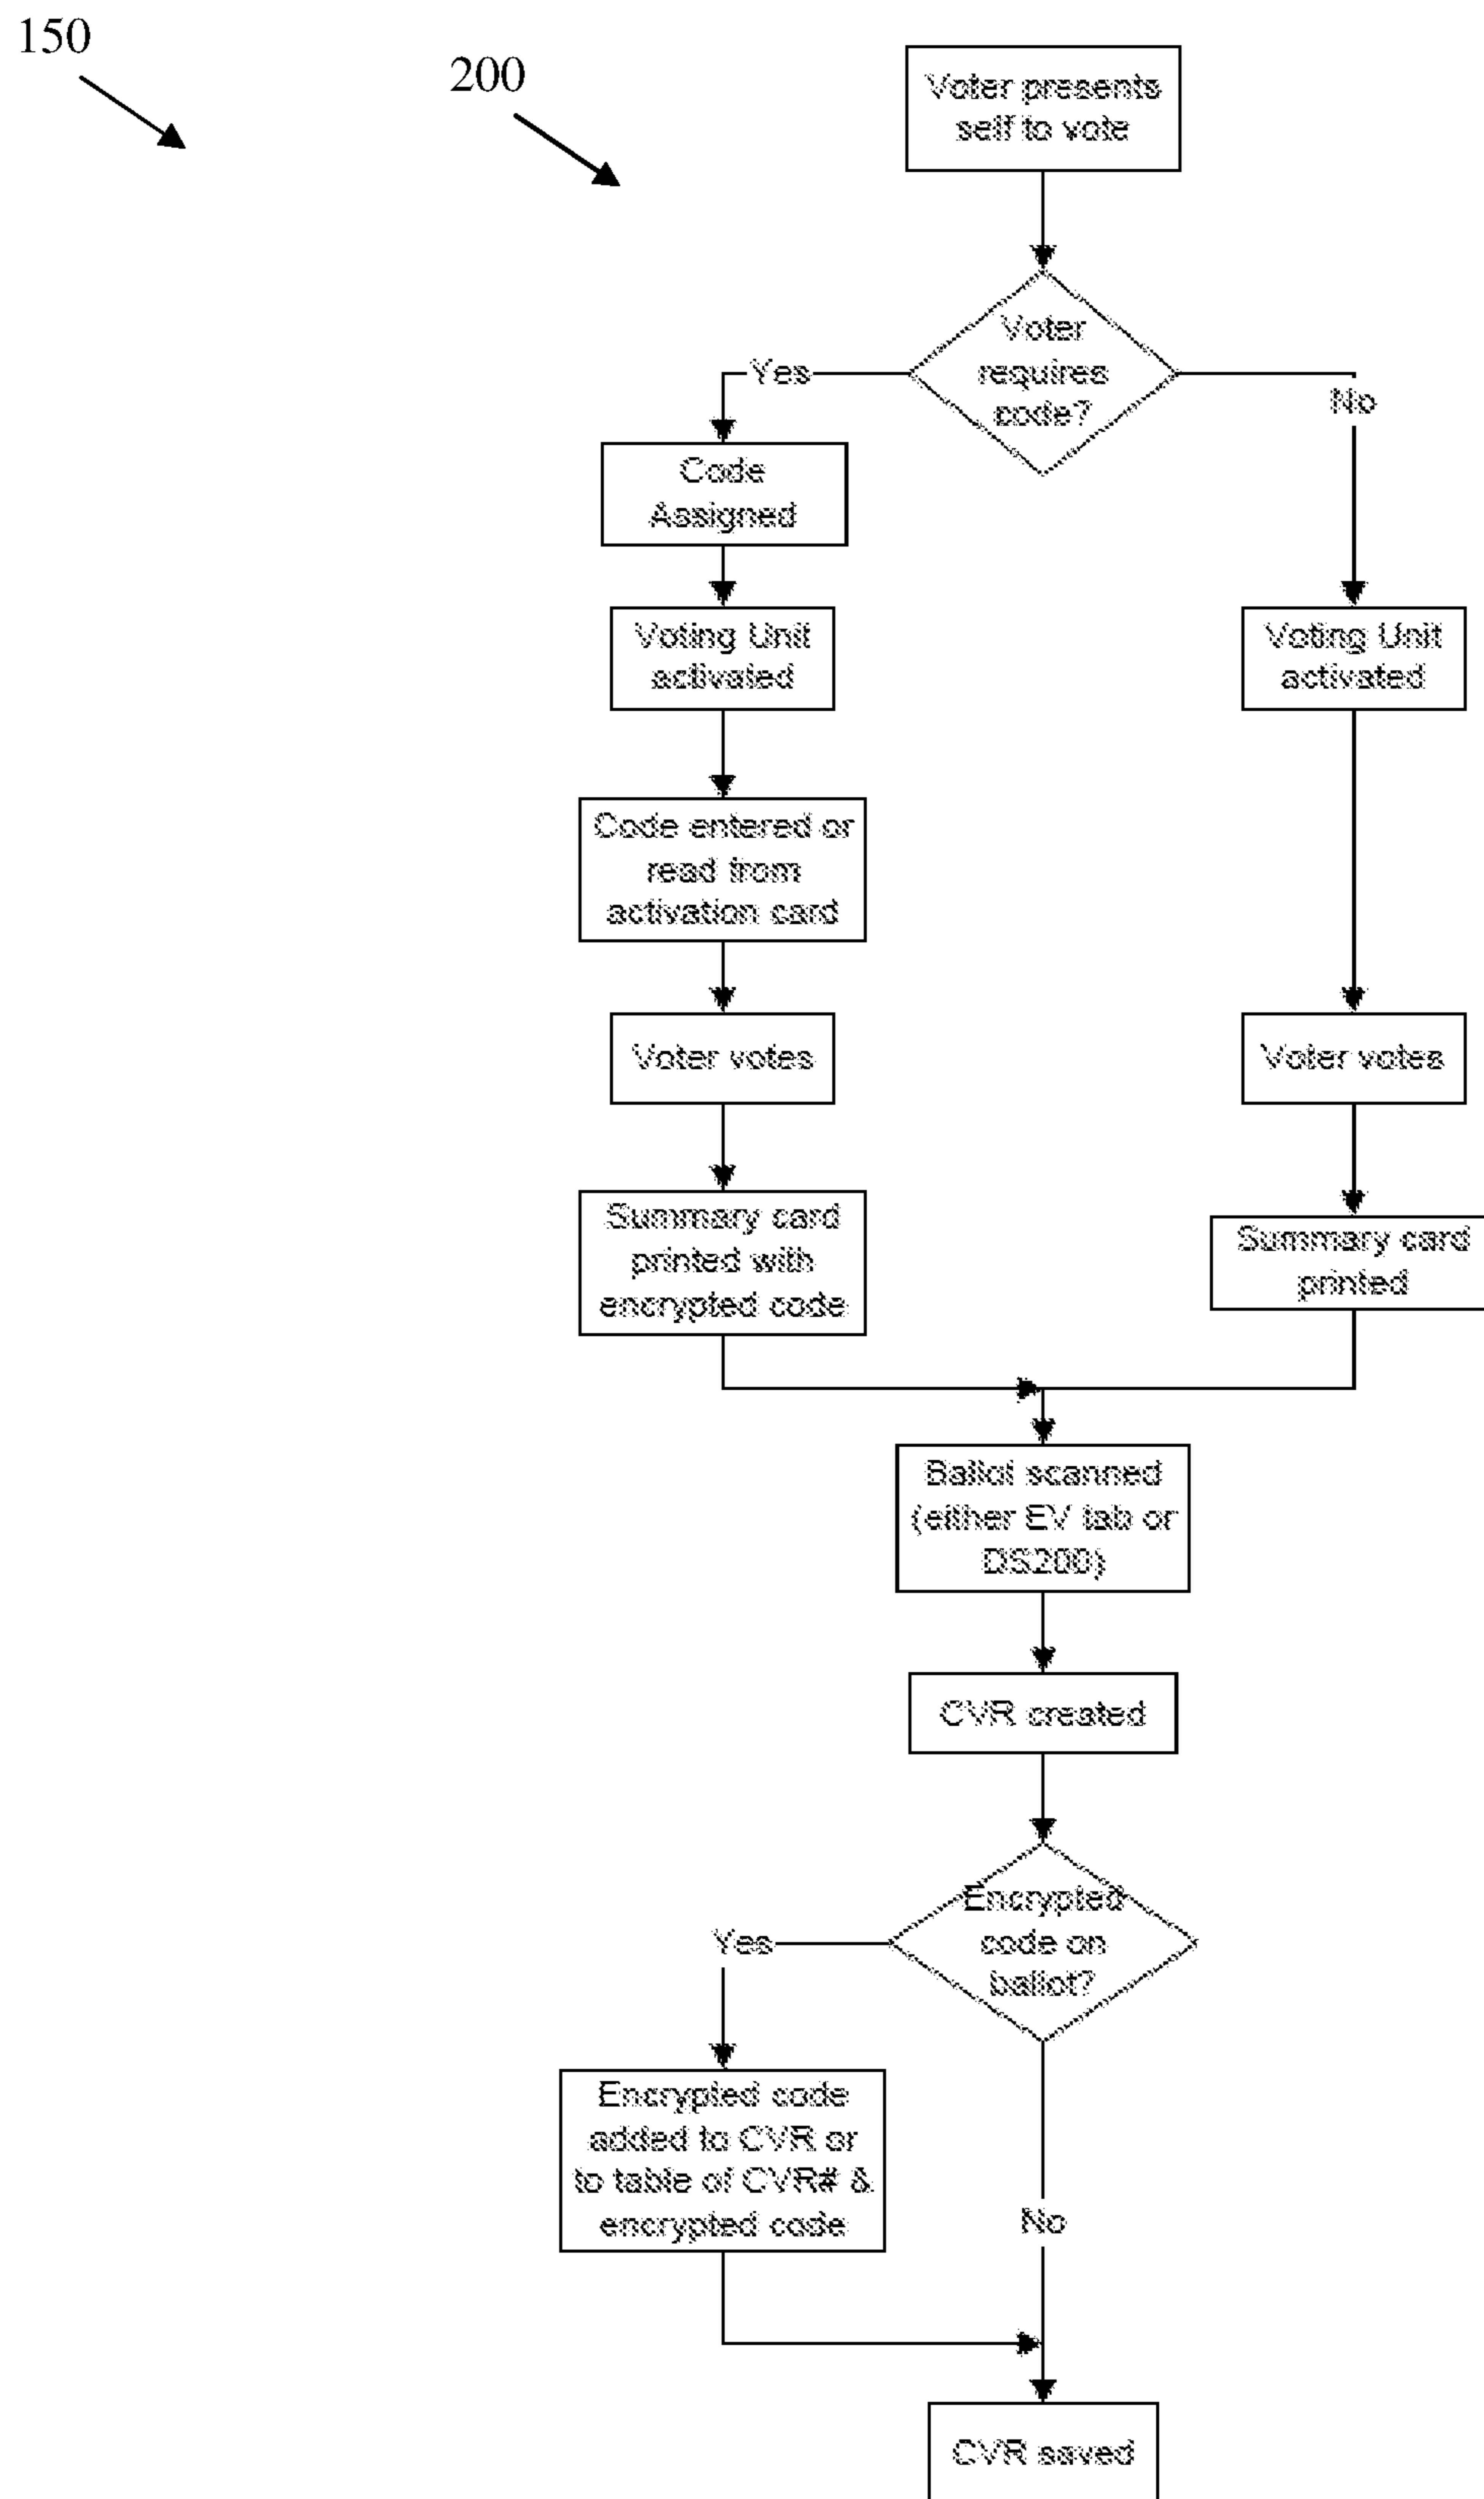 150
200
Voter presents
self to vote
Voter
requires
code?
Yes
No
Code
Assigned
Voting Unit
activated
Voting Unit
activated
Code entered or
read from
activation card
Voter votes
Voter votes
Summary card
printed with
encrypted code
Summary card
printed
Ballot scanned
(either EV tab or
DS200)
CVR created
Encrypted
code on
ballot?
Yes
Encrypted code
added to CVR or
to table of CVR# &
encrypted code
No
CVR saved